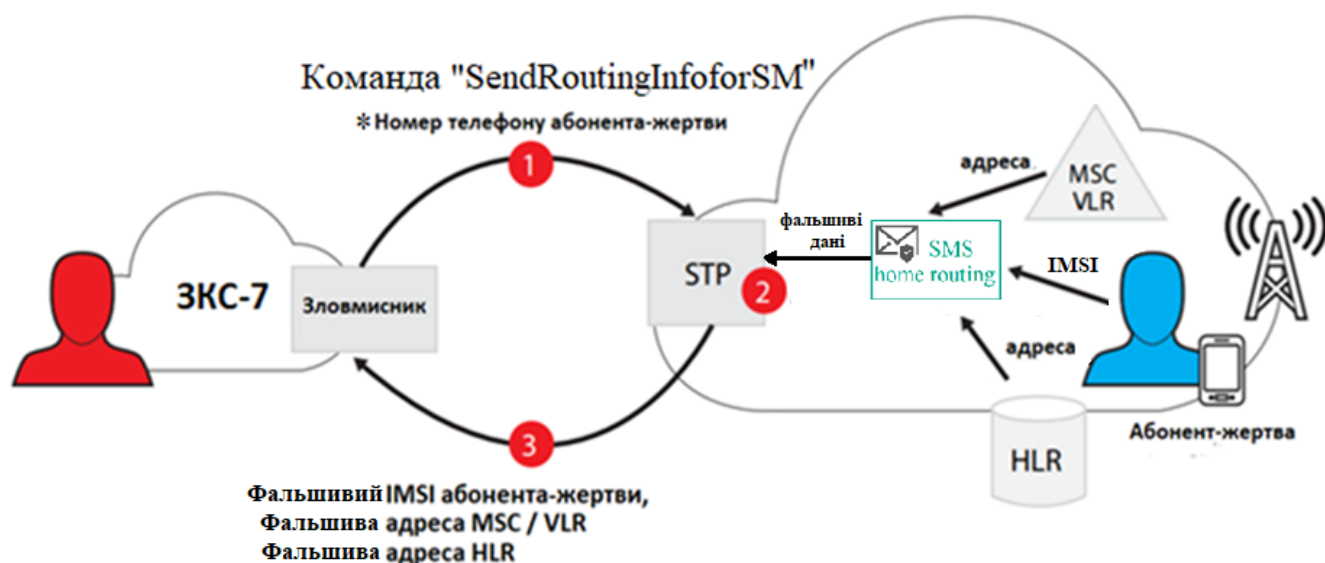 Команда "SendRoutingInfoforSM"
*Номер телефону абонента-жертви
1
адреса
MSC
VLR
фальшиві
дані
SMS
home routing
IMSI
STP
2
ЗКС-7
Зловмисник
адреса
3
HLR
Абонент-жертва
Фальшивий IMSI абонента-жертви,
Фальшива адреса MSC / VLR
Фальшива адреса HLR